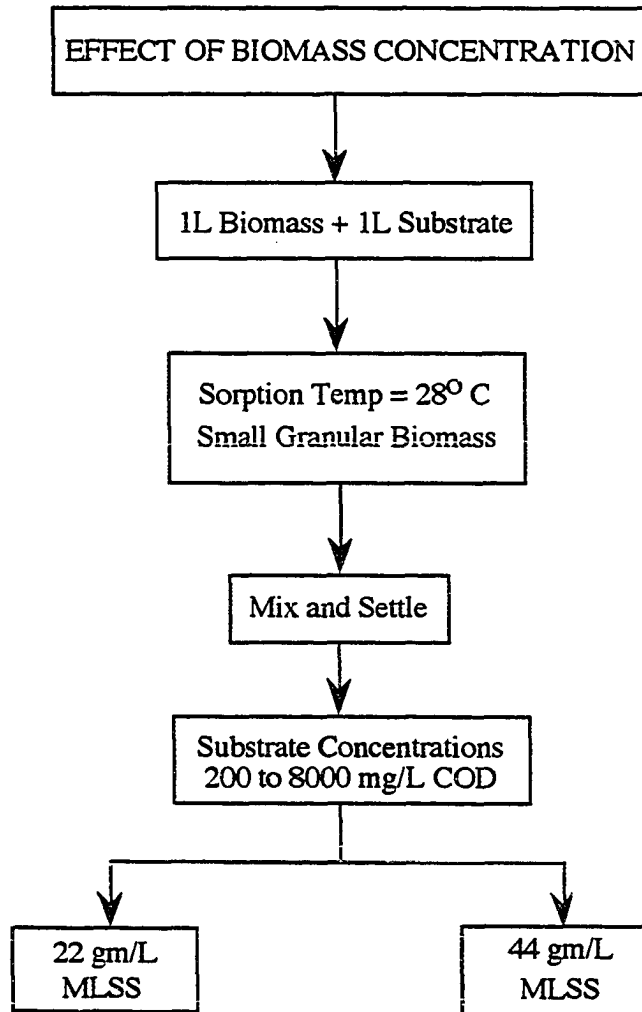 EFFECT OF BIOMASS CONCENTRATION
1L Biomass + 1L Substrate
Sorption Temp = 28° C
Small Granular Biomass
Mix and Settle
Substrate Concentrations
200 to 8000 mg/L COD
22 gm/L
MLSS
44 gm/L
MLSS